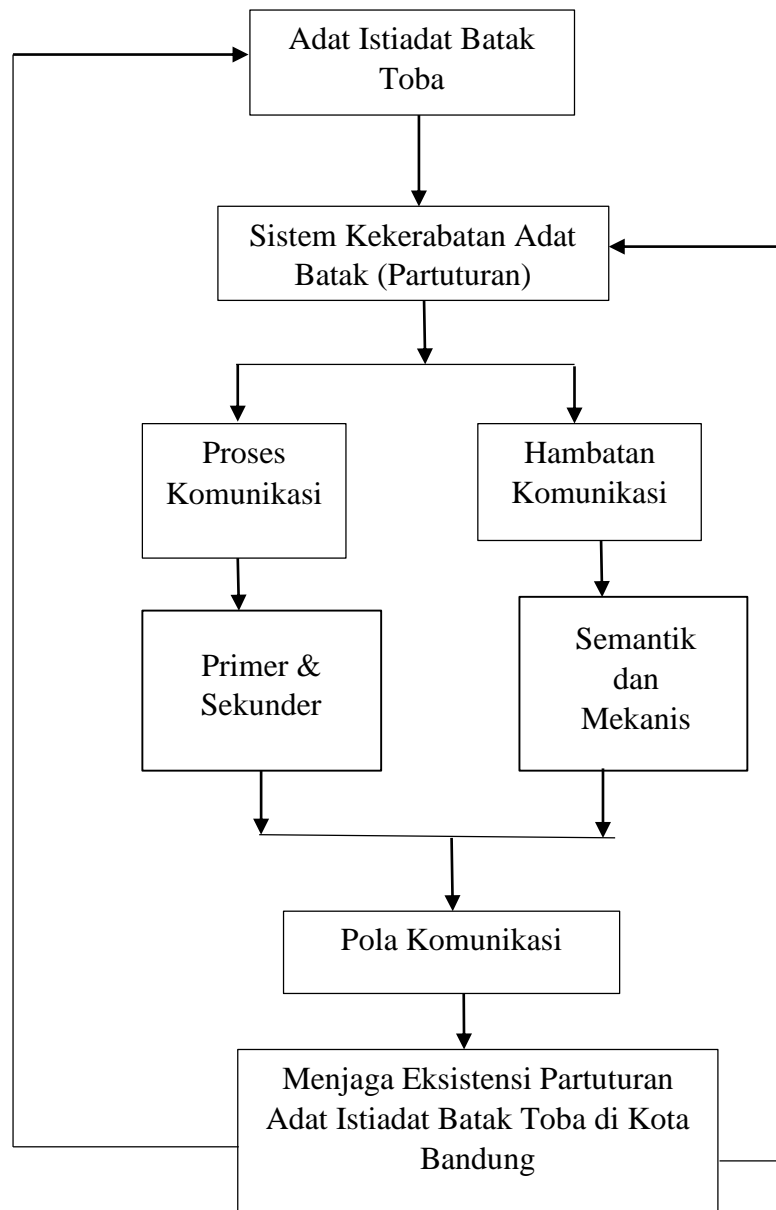 Adat Istiadat Batak
Toba
Sistem Kekerabatan Adat
Batak (Partuturan)
Proses
Komunikasi
Hambatan
Komunikasi
Primer &
Sekunder
Semantik
dan
Mekanis
Pola Komunikasi
Menjaga Eksistensi Partuturan
Adat Istiadat Batak Toba di Kota
Bandung